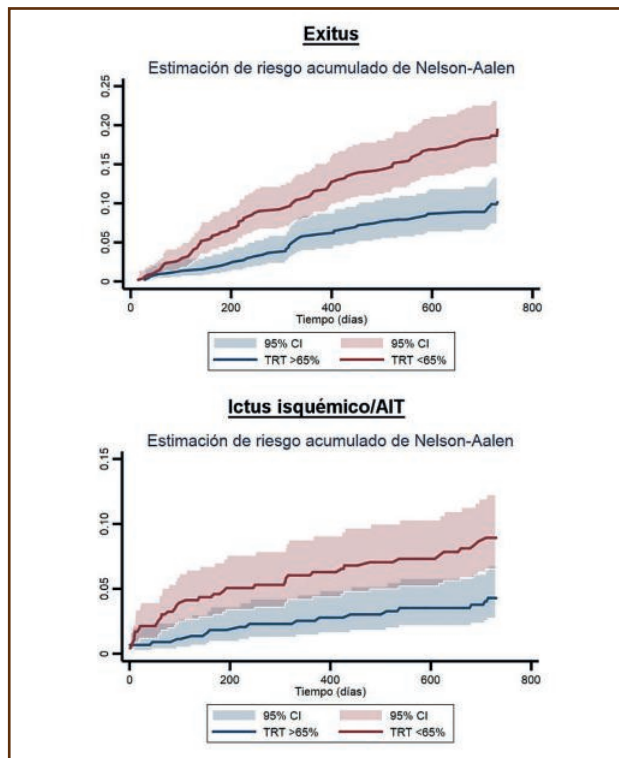 Exitus
Estimación de riesgo acumulado de Nelson-Aalen
0.25
0.20
0.15
0.10
0.05
0
0 200 400 600 800
Tiempo (días)
95% CI 95% CI
TRT >65% TRT <65%
Ictus isquémico/AIT
Estimación de riesgo acumulado de Nelson-Aalen
0.15
0.10
0.05
0
0 200 400 600 800
Tiempo (días)
95% CI 95% CI
TRT >65% TRT <65%